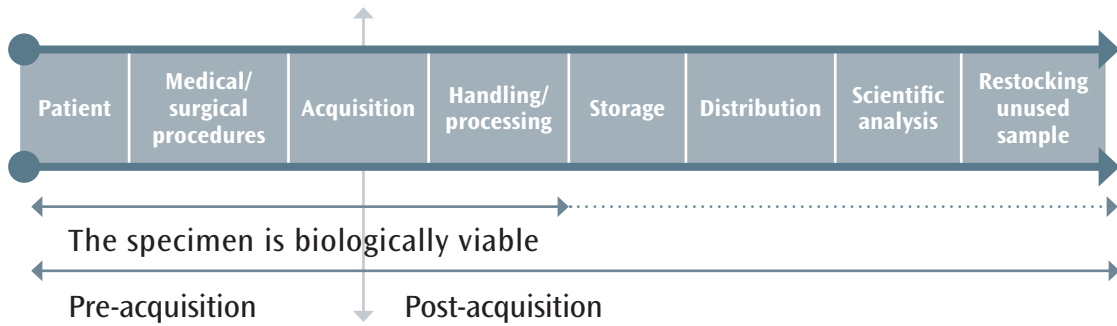 Patient
Medical/
surgical
procedures
Acquisition
Handling/
processing
Storage
Distribution
Scientific
analysis
Restocking
unused
sample
The specimen is biologically viable
Pre-acquisition
Post-acquisition